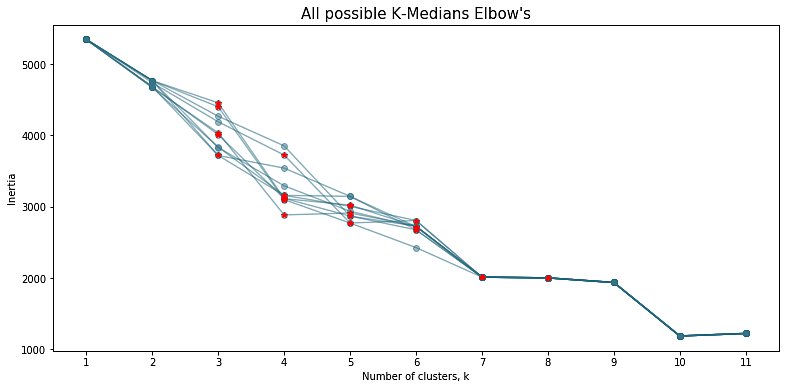 All possible K-Medians Elbow's
5000
4000
3000
2000
1000
Inertia
1 2 3 4 5 6 7 8 9 10 11
Number of clusters, k